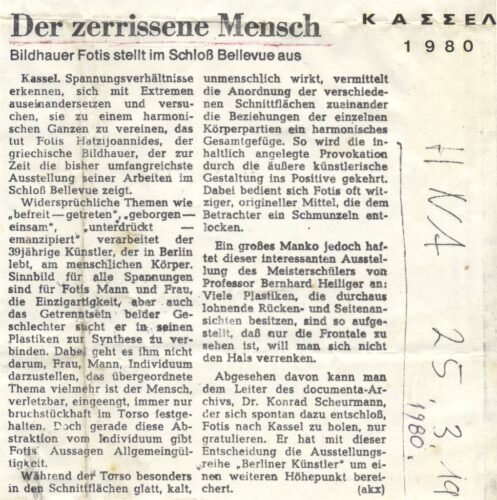 Der zerrissene Mensch
ΚΑΣΣΕΛ
1980
Bildhauer Fotis stellt im Schloß Bellevue aus
Kassel. Spannungsverhältnisse
erkennen, sich mit Extremen
auseinandersetzen und versu-
chen, sie zu einem harmoni-
schen Ganzen zu vereinen, das
tut Fotis Hatzijoannides, der
griechische Bildhauer, der zur
Zeit die bisher umfangreichste
Ausstellung seiner Arbeiten im
Schloß Bellevue zeigt.
Widersprüchliche Themen wie
„befreit — getreten", „geborgen —
einsam", „unterdrückt —
emanzipiert" verarbeitet der
39jährige Künstler, der in Berlin
lebt, am menschlichen Körper.
Sinnbild für alle Spannungen
sind für Fotis Mann und Frau,
die Einzigartigkeit, aber auch
das Getrenntsein beider Ge-
schlechter sucht er in seinen
Plastiken zur Synthese zu ver-
binden. Dabei geht es ihm nicht
darum, Frau, Mann, Individuum
darzustellen, das übergeordnete
Thema vielmehr ist der Mensch,
verletzbar, eingeengt, immer nur
bruchstückhaft im Torso festge-
halten. Doch gerade diese Ab-
straktion vom Individuum gibt
Fotis Aussagen Allgemeingül-
tigkeit.
Während der Torso besonders
in den Schnittflächen glatt, kalt,
unmenschlich wirkt, vermittelt
die Anordnung der verschiede-
nen Schnittflächen zueinander
die Beziehungen der einzelnen
Körperpartien ein harmonisches
Gesamtgefüge. So wird die in-
haltlich angelegte Provokation
durch die äußere künstlerische
Gestaltung ins Positive gekehrt.
Dabei bedient sich Fotis oft wit-
ziger, origineller Mittel, die dem
Betrachter ein Schmunzeln ent-
locken.
Ein großes Manko jedoch haf-
tet dieser interessanten Ausstel-
lung des Meisterschülers von
Professor Bernhard Heiliger an:
Viele Plastiken, die durchaus
lohnende Rücken- und Seitenan-
sichten besitzen, sind so aufge-
stellt, daß nur die Frontale zu
sehen ist, will man sich nicht
den Hals verrenken.
Abgesehen davon kann man
dem Leiter des documenta-Ar-
chivs, Dr. Konrad Scheurmann,
der sich spontan dazu entschloß,
Fotis nach Kassel zu holen, nur
gratulieren. Er hat mit dieser
Entscheidung die Ausstellungs-
reihe „Berliner Künstler" um ei-
nen weiteren Höhepunkt berei-
chert. (akx)
HNA 25. 3. 19
1980.